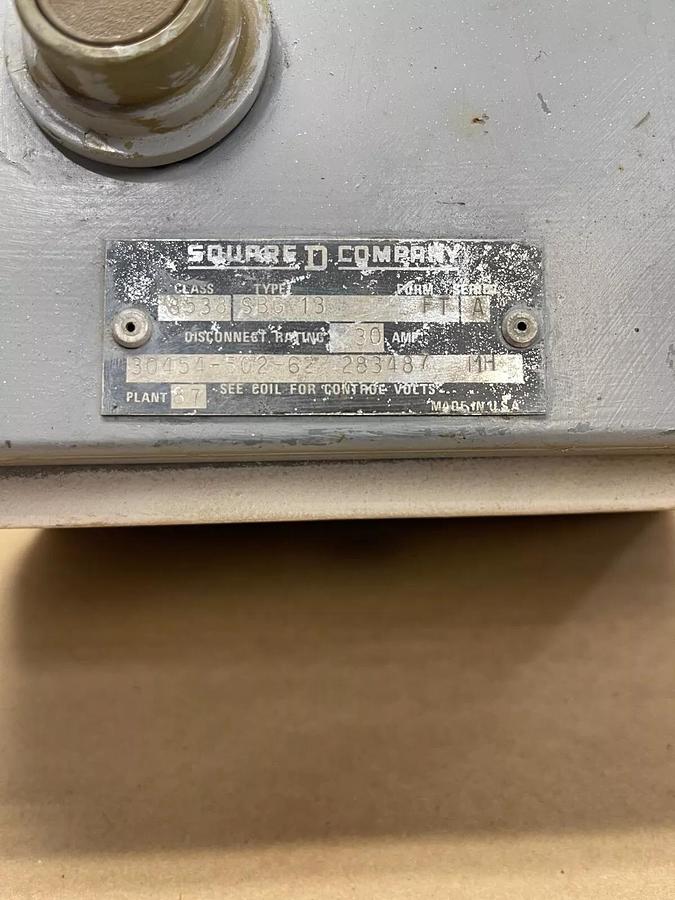 SQUARE D COMPANY
CLASS TYPE FORM SERIES
8538 SBG 13 FT A
DISCONNECT RATING 30 AMP
30454-502-62 283487 MH
PLANT 67 SEE COIL FOR CONTROL VOLTS
MADE IN U.S.A